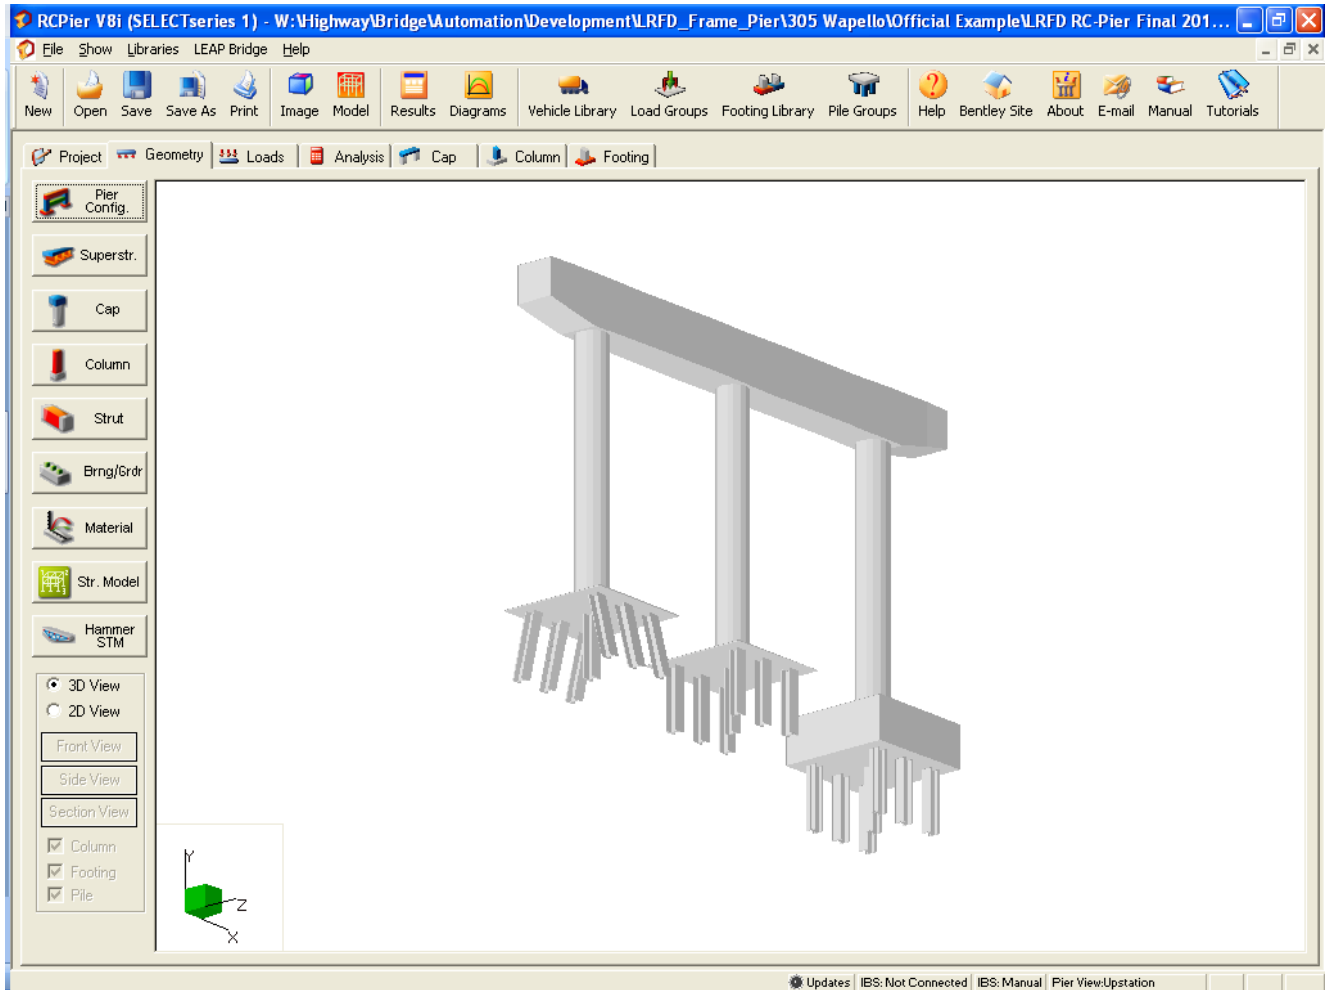 RCPier V8i (SELECTseries 1) - W:\Highway\Bridge\Automation\Development\LRFD_Frame_Pier\305 Wapello\Official Example\LRFD RC-Pier Final 201...
File Show Libraries LEAP Bridge Help
New Open Save Save As Print Image Model Results Diagrams Vehicle Library Load Groups Footing Library Pile Groups Help Bentley Site About E-mail Manual Tutorials
Project Geometry Loads Analysis Cap Column Footing
Pier
Config.
Superstr.
Cap
Column
Strut
Brng/Grdr
Material
Str. Model
Hammer
STM
3D View
2D View
Front View
Side View
Section View
Column
Footing
Pile
Y
Z
X
Updates IBS: Not Connected IBS: Manual Pier View:Upstation